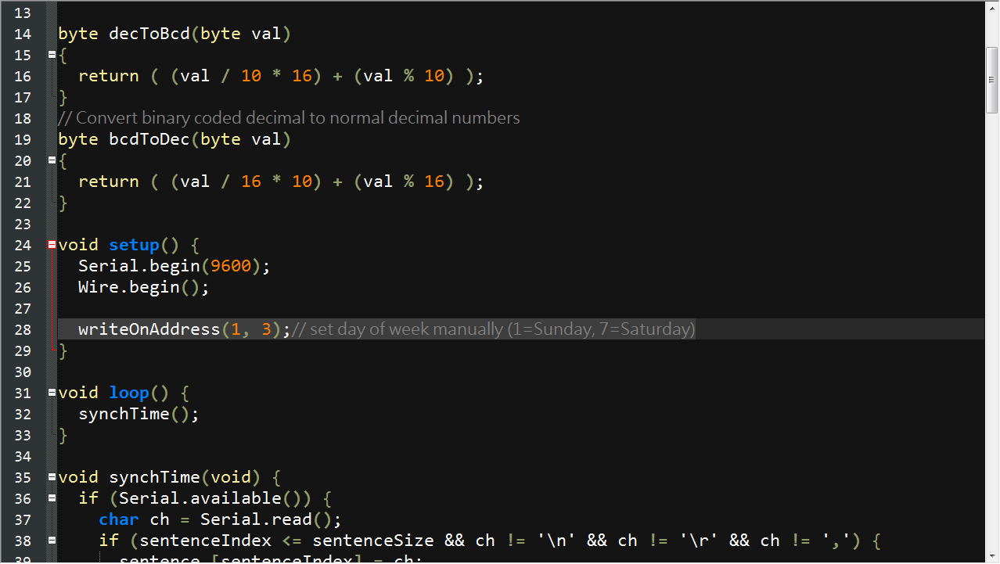 13
14 byte decToBcd(byte val)
15 {
16   return ( (val / 10 * 16) + (val % 10) );
17 }
18 // Convert binary coded decimal to normal decimal numbers
19 byte bcdToDec(byte val)
20 {
21   return ( (val / 16 * 10) + (val % 16) );
22 }
23
24 void setup() {
25   Serial.begin(9600);
26   Wire.begin();
27
28   writeOnAddress(1, 3);// set day of week manually (1=Sunday, 7=Saturday)
29 }
30
31 void loop() {
32   synchTime();
33 }
34
35 void synchTime(void) {
36   if (Serial.available()) {
37     char ch = Serial.read();
38     if (sentenceIndex <= sentenceSize && ch != '\n' && ch != '\r' && ch != ',') {
39       sentence [sentenceIndex] = ch;